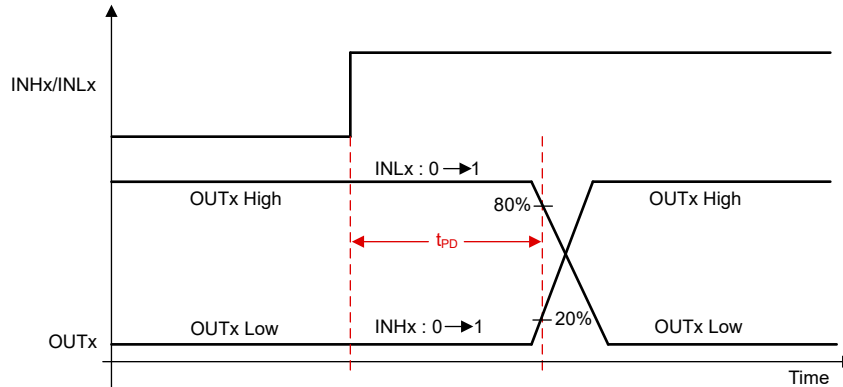 INHx/INLx
INLx : 0 → 1
OUTx High
80%
OUTx High
tPD
OUTx
OUTx Low
INHx : 0 → 1
20%
OUTx Low
Time